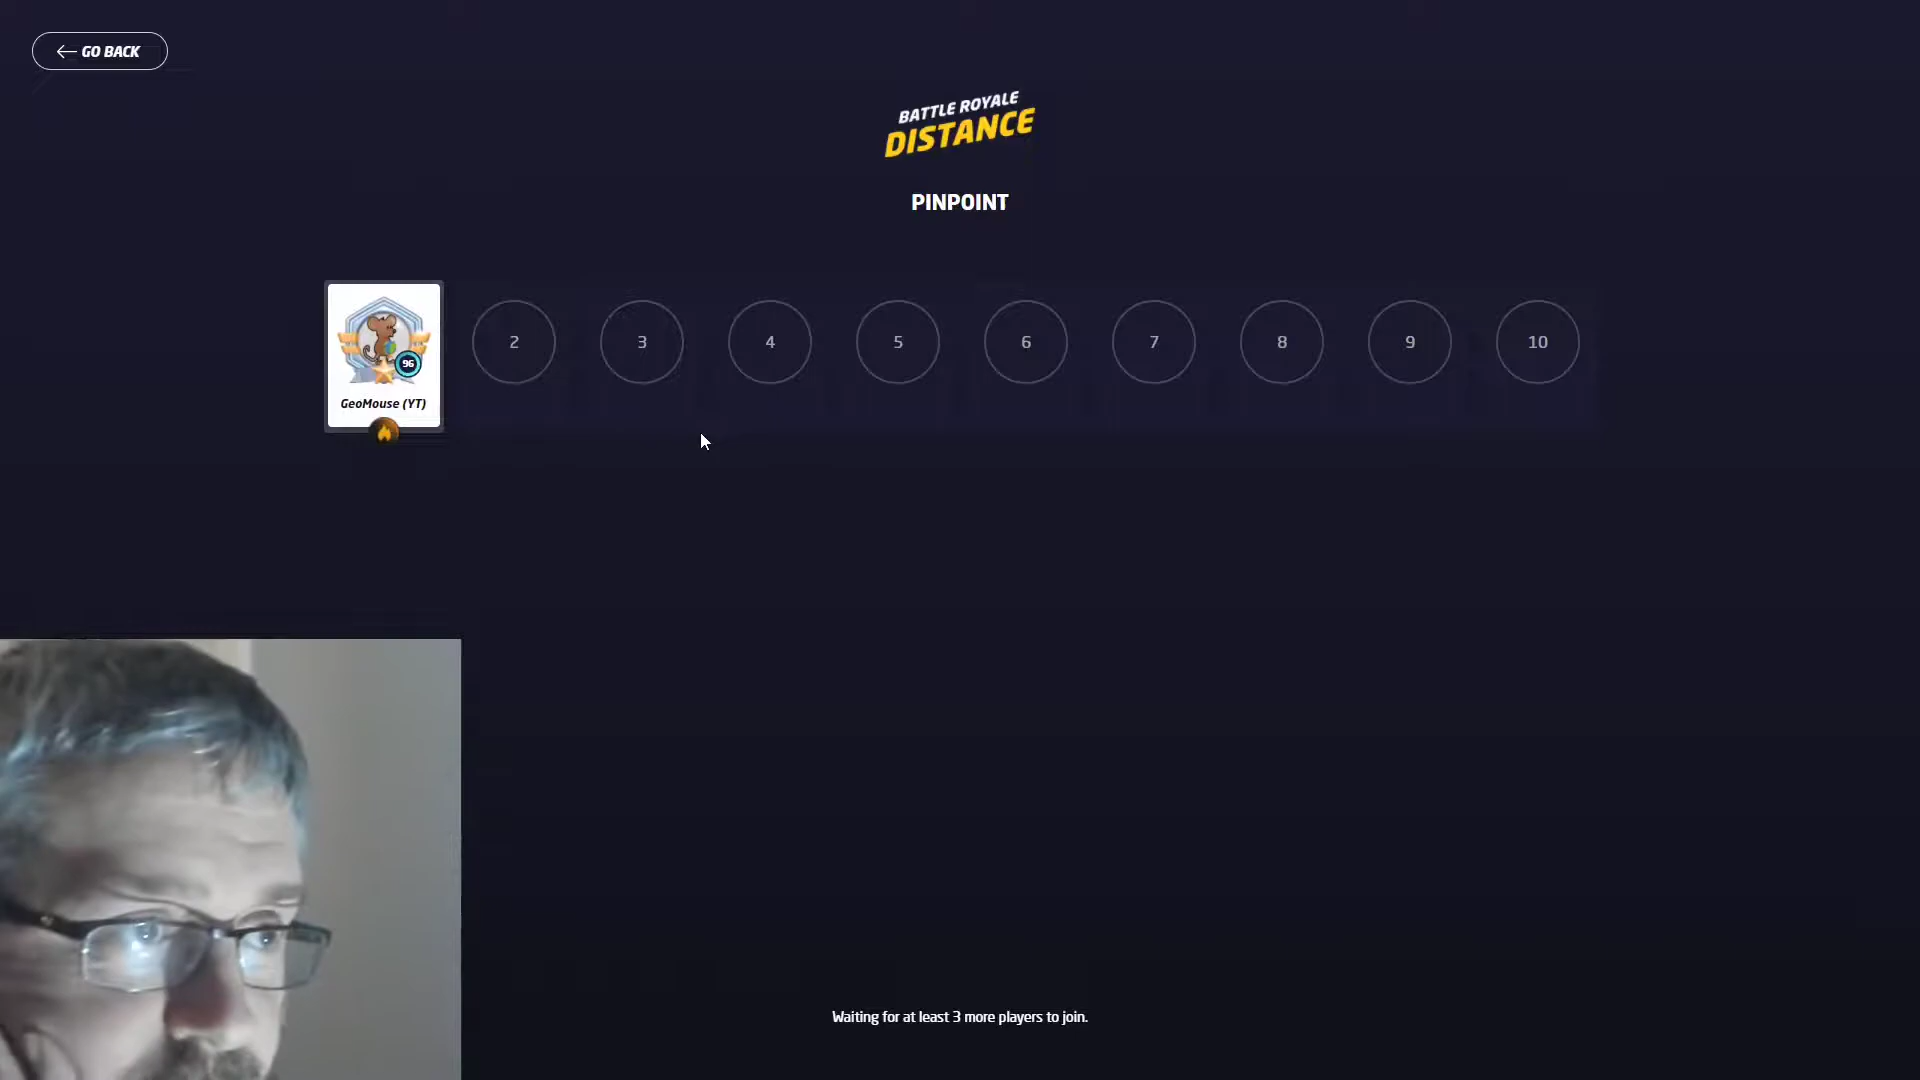 GO BACK
BATTLE ROYALE
DISTANCE
PINPOINT
96
GeoMouse (YT)
2
3
4
5
6
7
8
9
10
Waiting for at least 3 more players to join.